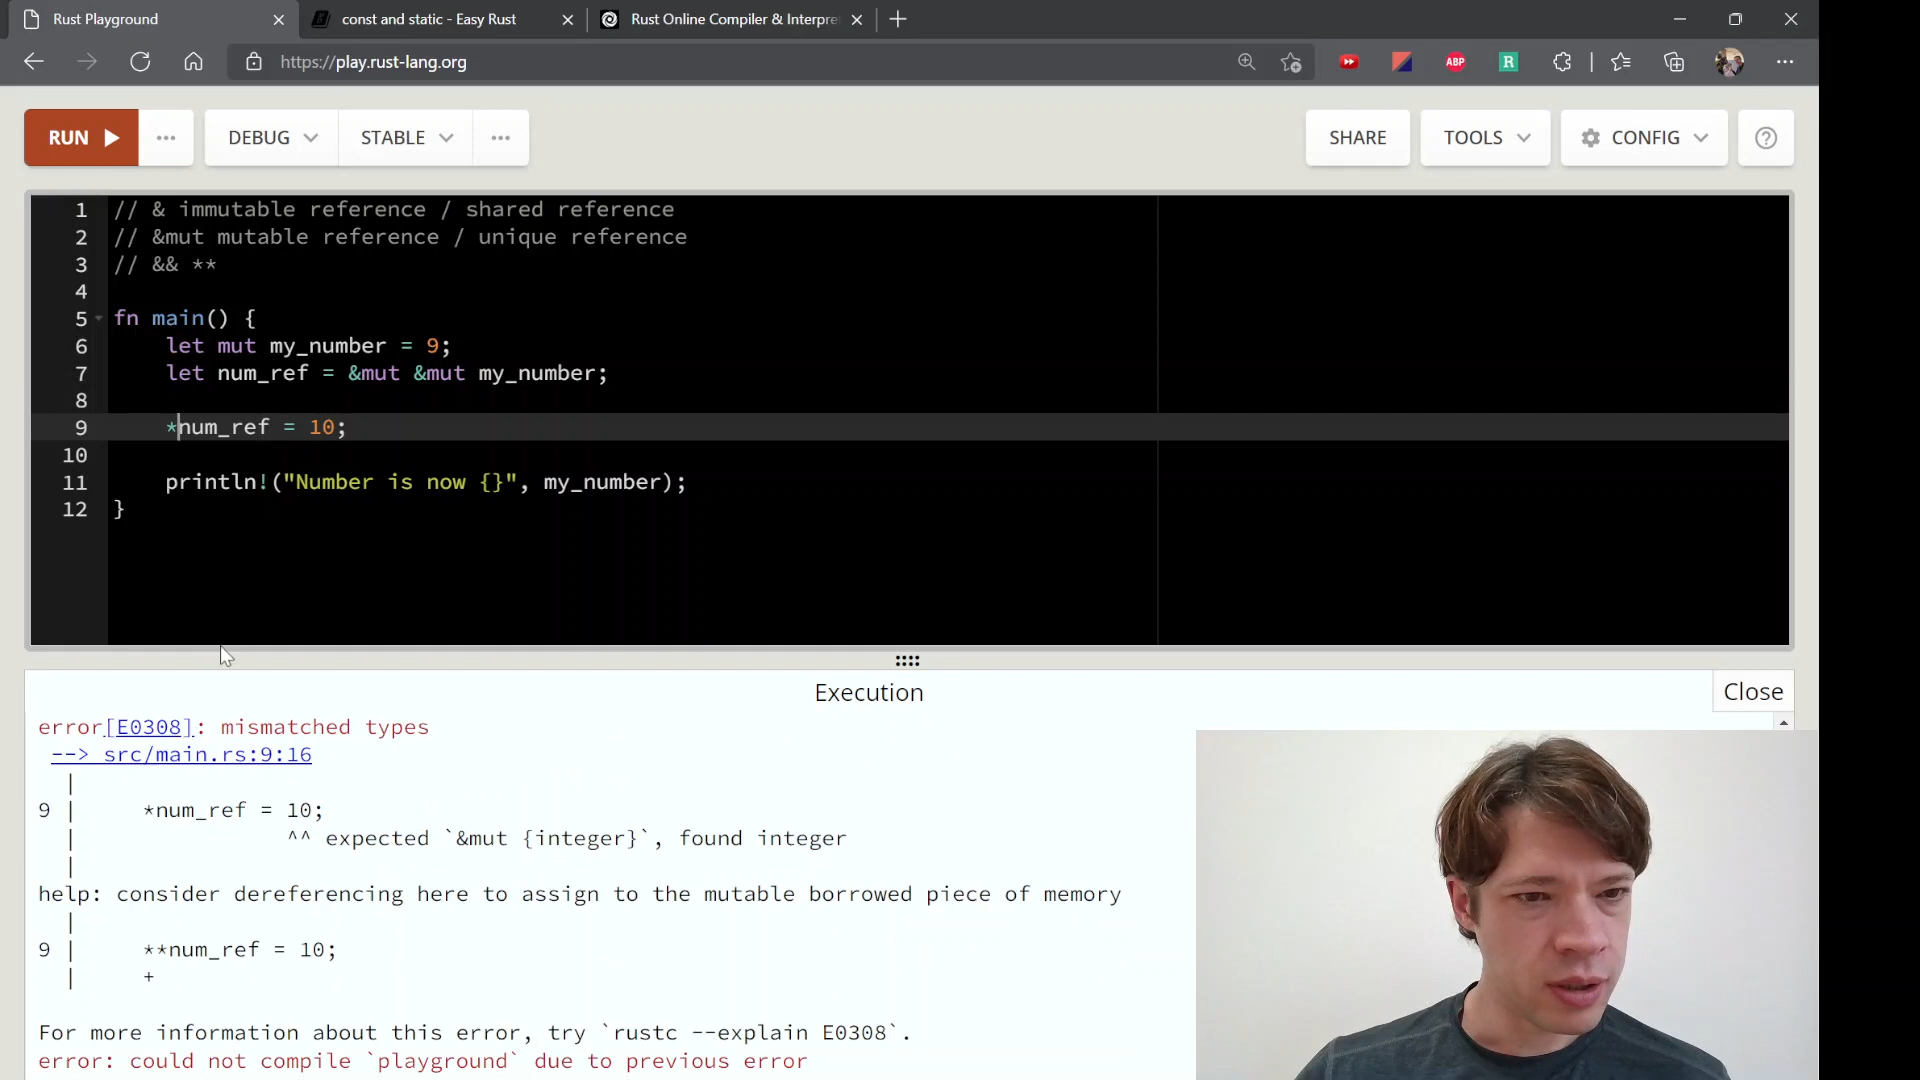 Rust Playground
const and static - Easy Rust
Rust Online Compiler & Interpre
https://play.rust-lang.org
ABP
R
RUN
DEBUG
STABLE
SHARE
TOOLS
CONFIG
1 // & immutable reference / shared reference
2 // &mut mutable reference / unique reference
3 // && **
4
5 fn main() {
6     let mut my_number = 9;
7     let num_ref = &mut &mut my_number;
8
9     *num_ref = 10;
10
11     println!("Number is now {}", my_number);
12 }
Execution
Close
error[E0308]: mismatched types
--> src/main.rs:9:16
|
9 |     *num_ref = 10;
|                ^^ expected `&mut {integer}`, found integer
|
help: consider dereferencing here to assign to the mutable borrowed piece of memory
|
9 |     **num_ref = 10;
|     +
For more information about this error, try `rustc --explain E0308`.
error: could not compile `playground` due to previous error